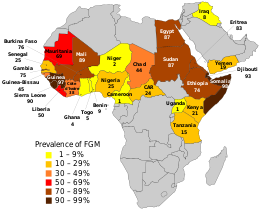 Iraq
8
Eritrea
83
Egypt
87
Burkina Faso
76
Senegal
25
Mauritania
69
Mali
89
Niger
2
Chad
44
Sudan
87
Yemen
19
Djibouti
93
Gambia
75
Guinea-Bissau
45
Sierra Leone
90
Guinea
97
Nigeria
25
CAR
24
Ethiopia
74
Somalia
98
Liberia
50
Ghana
4
Togo
5
Benin
9
Cameroon
1
Uganda
1
Kenya
21
Tanzania
15
Prevalence of FGM
1 – 9%
10 – 29%
30 – 49%
50 – 69%
70 – 89%
90 – 99%